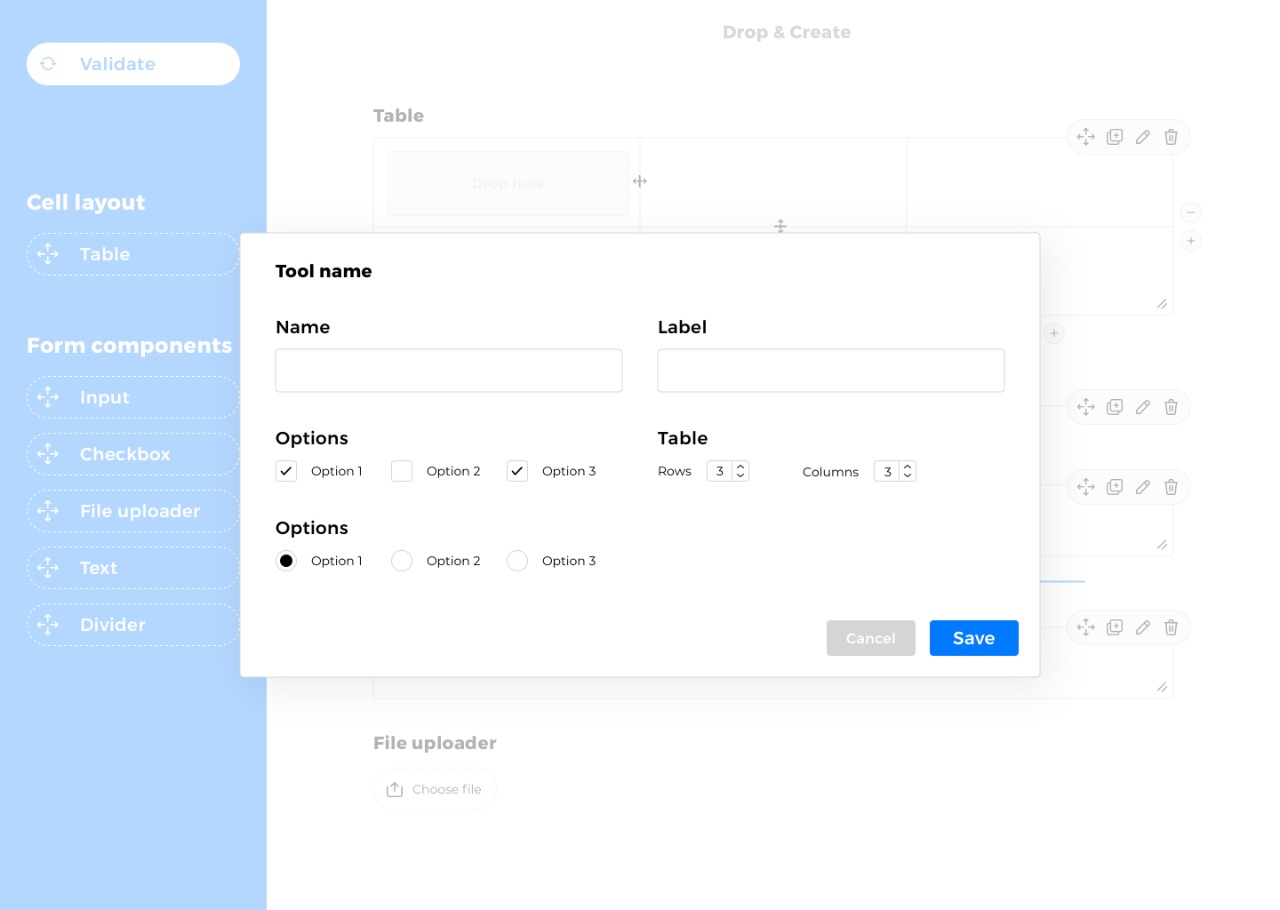 Drop & Create
Validate
Table
Drop here
Cell layout
Table
Form components
Input
Checkbox
File uploader
Text
Divider
Tool name
Name
Label
Options
Option 1
Option 2
Option 3
Table
Rows
3
Columns
3
Options
Option 1
Option 2
Option 3
Cancel
Save
File uploader
Choose file